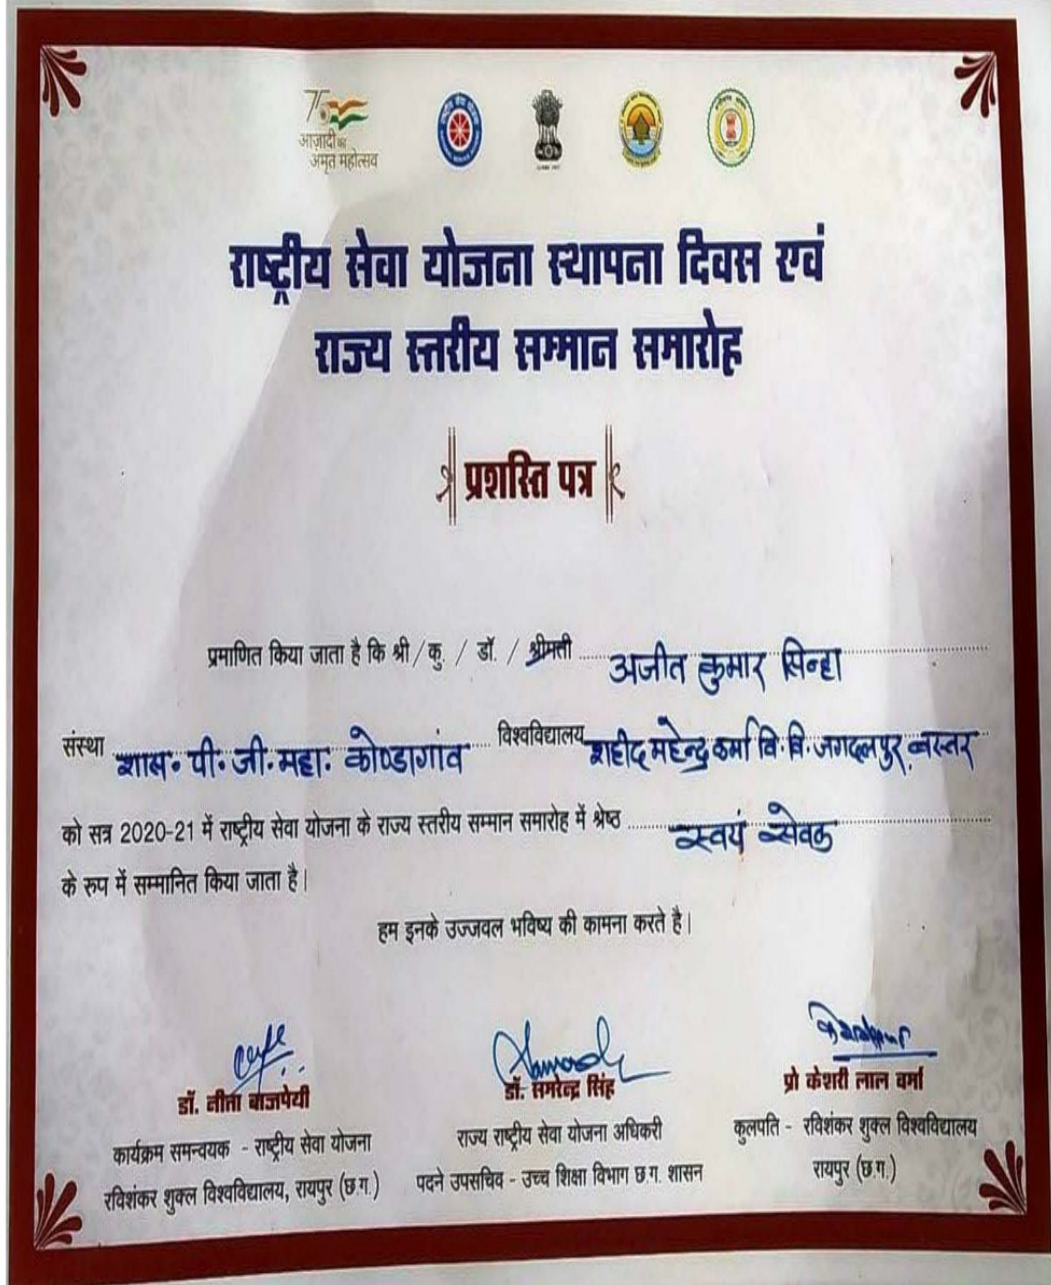 आज़ादी का
अमृत महोत्सव
राष्ट्रीय सेवा योजना स्थापना दिवस एवं
राज्य स्तरीय सम्मान समारोह
प्रशस्ति पत्र
प्रमाणित किया जाता है कि श्री / कु. / डॉ. / श्रीमती अजीत कुमार सिन्हा
संस्था शास. पी. जी. महा. कोण्डागांव विश्वविद्यालय शहीद महेन्द्र कर्मा वि. वि. जगदलपुर, बस्तर
को सत्र 2020-21 में राष्ट्रीय सेवा योजना के राज्य स्तरीय सम्मान समारोह में श्रेष्ठ स्वयं सेवक
के रुप में सम्मानित किया जाता है।
हम इनके उज्जवल भविष्य की कामना करते है।
डॉ. नीता बाजपेयी
कार्यक्रम समन्वयक - राष्ट्रीय सेवा योजना
रविशंकर शुक्ल विश्वविद्यालय, रायपुर (छ.ग.)
डॉ. समरेन्द्र सिंह
राज्य राष्ट्रीय सेवा योजना अधिकरी
पदने उपसचिव - उच्च शिक्षा विभाग छ.ग. शासन
प्रो केशरी लाल वर्मा
कुलपति - रविशंकर शुक्ल विश्वविद्यालय
रायपुर (छ.ग.)